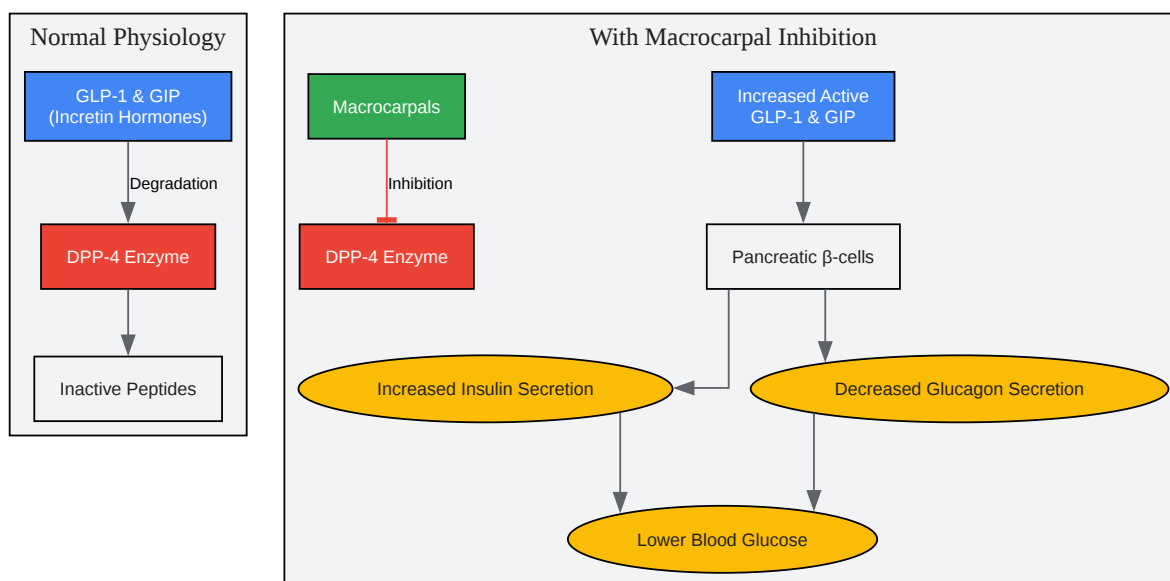 Normal Physiology
GLP-1 & GIP
(Incretin Hormones)
Degradation
DPP-4 Enzyme
Inactive Peptides
With Macrocarpal Inhibition
Macrocarpals
Inhibition
DPP-4 Enzyme
Increased Active
GLP-1 & GIP
Pancreatic β-cells
Increased Insulin Secretion
Decreased Glucagon Secretion
Lower Blood Glucose